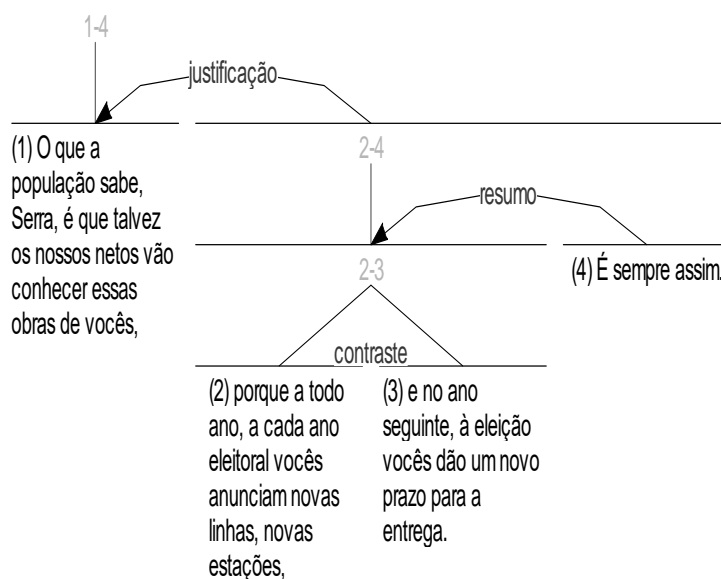 1-4
justificação
(1) O que a
população sabe,
Serra, é que talvez
os nossos netos vão
conhecer essas
obras de vocês,
2-4
resumo
2-3
(4) É sempre assim.
contraste
(2) porque a todo
ano, a cada ano
eleitoral vocês
anunciam novas
linhas, novas
estações,
(3) e no ano
seguinte, à eleição
vocês dão um novo
prazo para a
entrega.